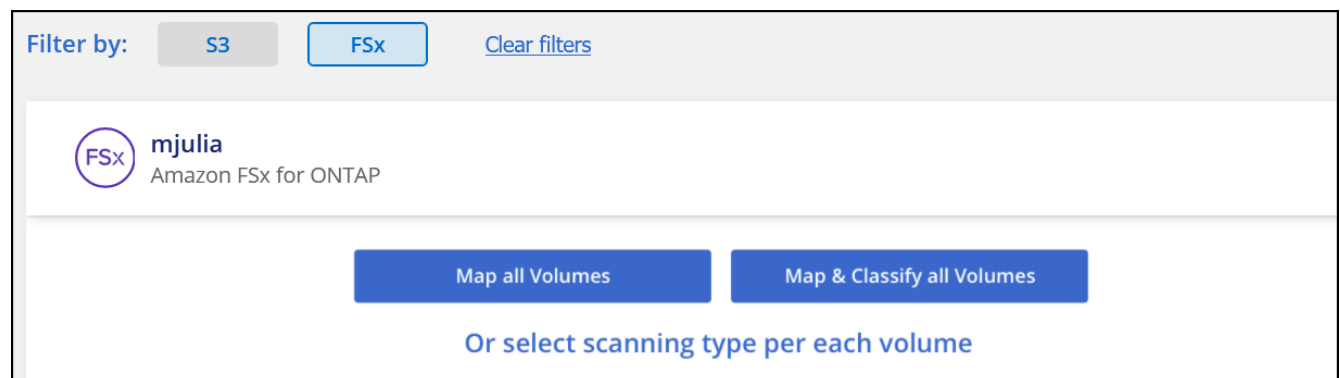 Filter by: S3 FSx Clear filters
FSx mjulia
Amazon FSx for ONTAP
Map all Volumes Map & Classify all Volumes
Or select scanning type per each volume